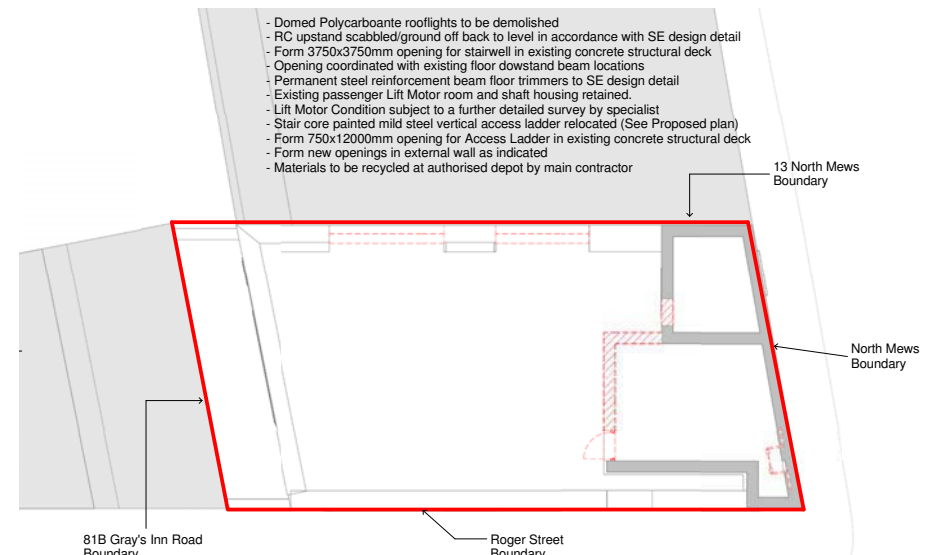 - Domed Polycarboante rooflights to be demolished
- RC upstand scabbled/ground off back to level in accordance with SE design detail
- Form 3750x3750mm opening for stairwell in existing concrete structural deck
- Opening coordinated with existing floor dowstand beam locations
- Permanent steel reinforcement beam floor trimmers to SE design detail
- Existing passenger Lift Motor room and shaft housing retained.
- Lift Motor Condition subject to a further detailed survey by specialist
- Stair core painted mild steel vertical access ladder relocated (See Proposed plan)
- Form 750x12000mm opening for Access Ladder in existing concrete structural deck
- Form new openings in external wall as indicated
- Materials to be recycled at authorised depot by main contractor
13 North Mews
Boundary
North Mews
Boundary
81B Gray's Inn Road
Boundary
Roger Street
Boundary